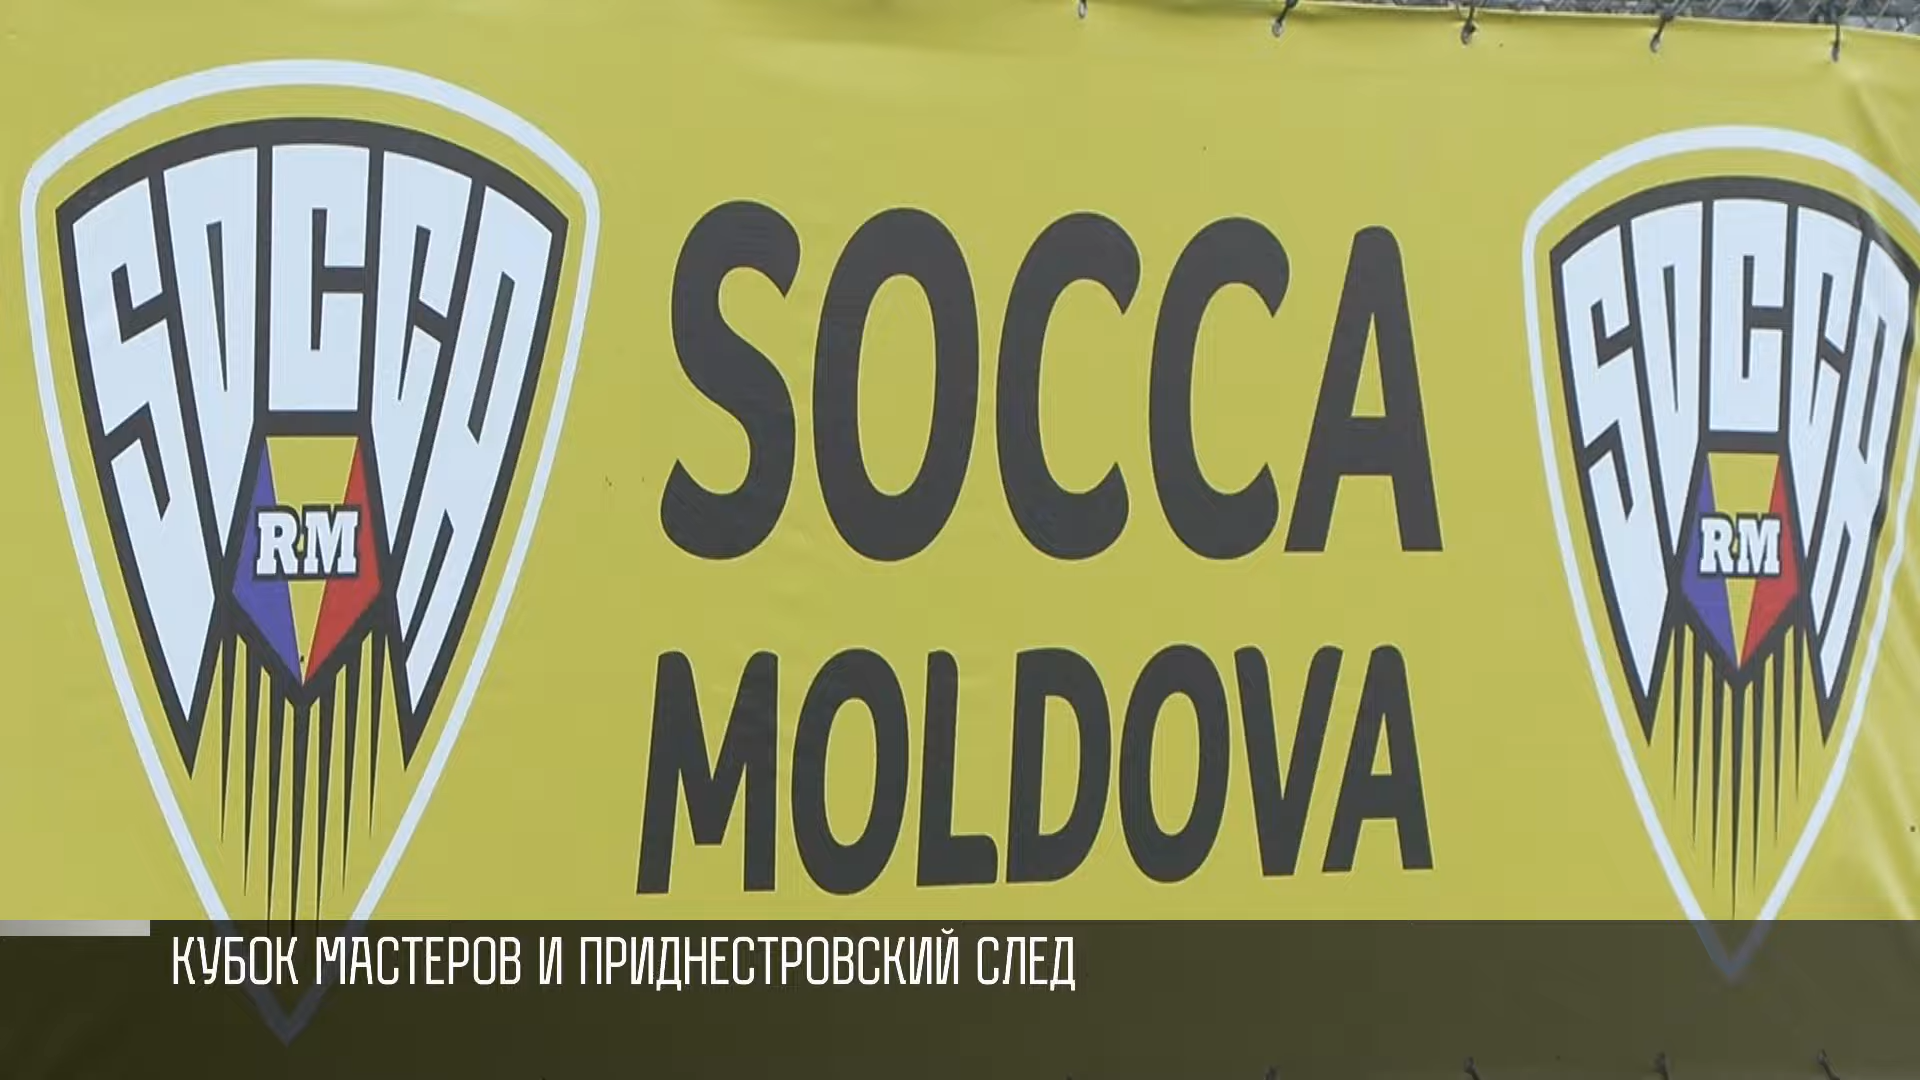 SOCCA
RM
SOCCA
MOLDOVA
SOCCA
RM
КУБОК МАСТЕРОВ И ПРИДНЕСТРОВСКИЙ СЛЕД